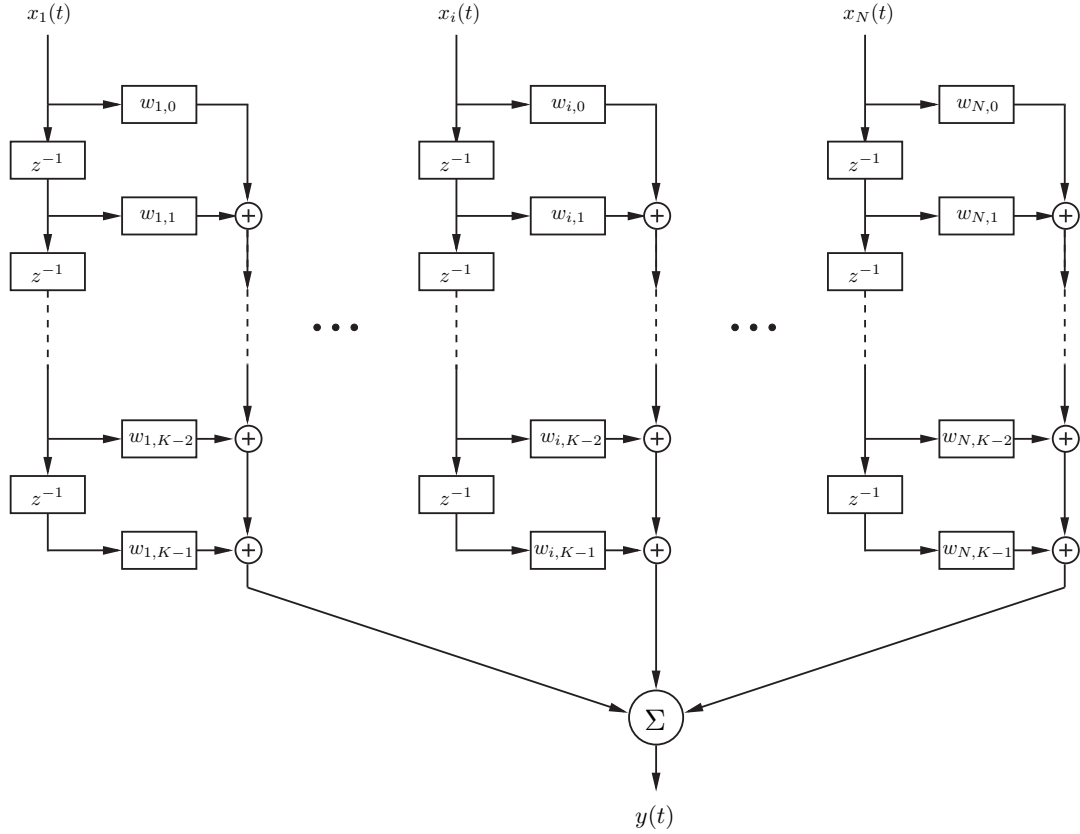 x₁(t) xᵢ(t) x_N(t)
w_{1,0} w_{i,0} w_{N,0}
z⁻¹ z⁻¹ z⁻¹
w_{1,1} + w_{i,1} + w_{N,1} +
z⁻¹ z⁻¹ z⁻¹
w_{1,K−2} + w_{i,K−2} + w_{N,K−2} +
z⁻¹ z⁻¹ z⁻¹
w_{1,K−1} + w_{i,K−1} + w_{N,K−1} +
Σ
y(t)